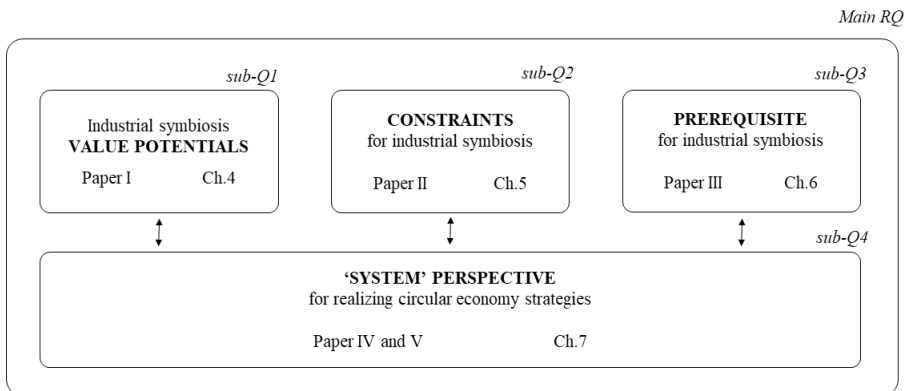 Main RQ
sub-Q1
Industrial symbiosis
VALUE POTENTIALS
Paper I Ch.4
sub-Q2
CONSTRAINTS
for industrial symbiosis
Paper II Ch.5
sub-Q3
PREREQUISITE
for industrial symbiosis
Paper III Ch.6
sub-Q4
‘SYSTEM’ PERSPECTIVE
for realizing circular economy strategies
Paper IV and V Ch.7